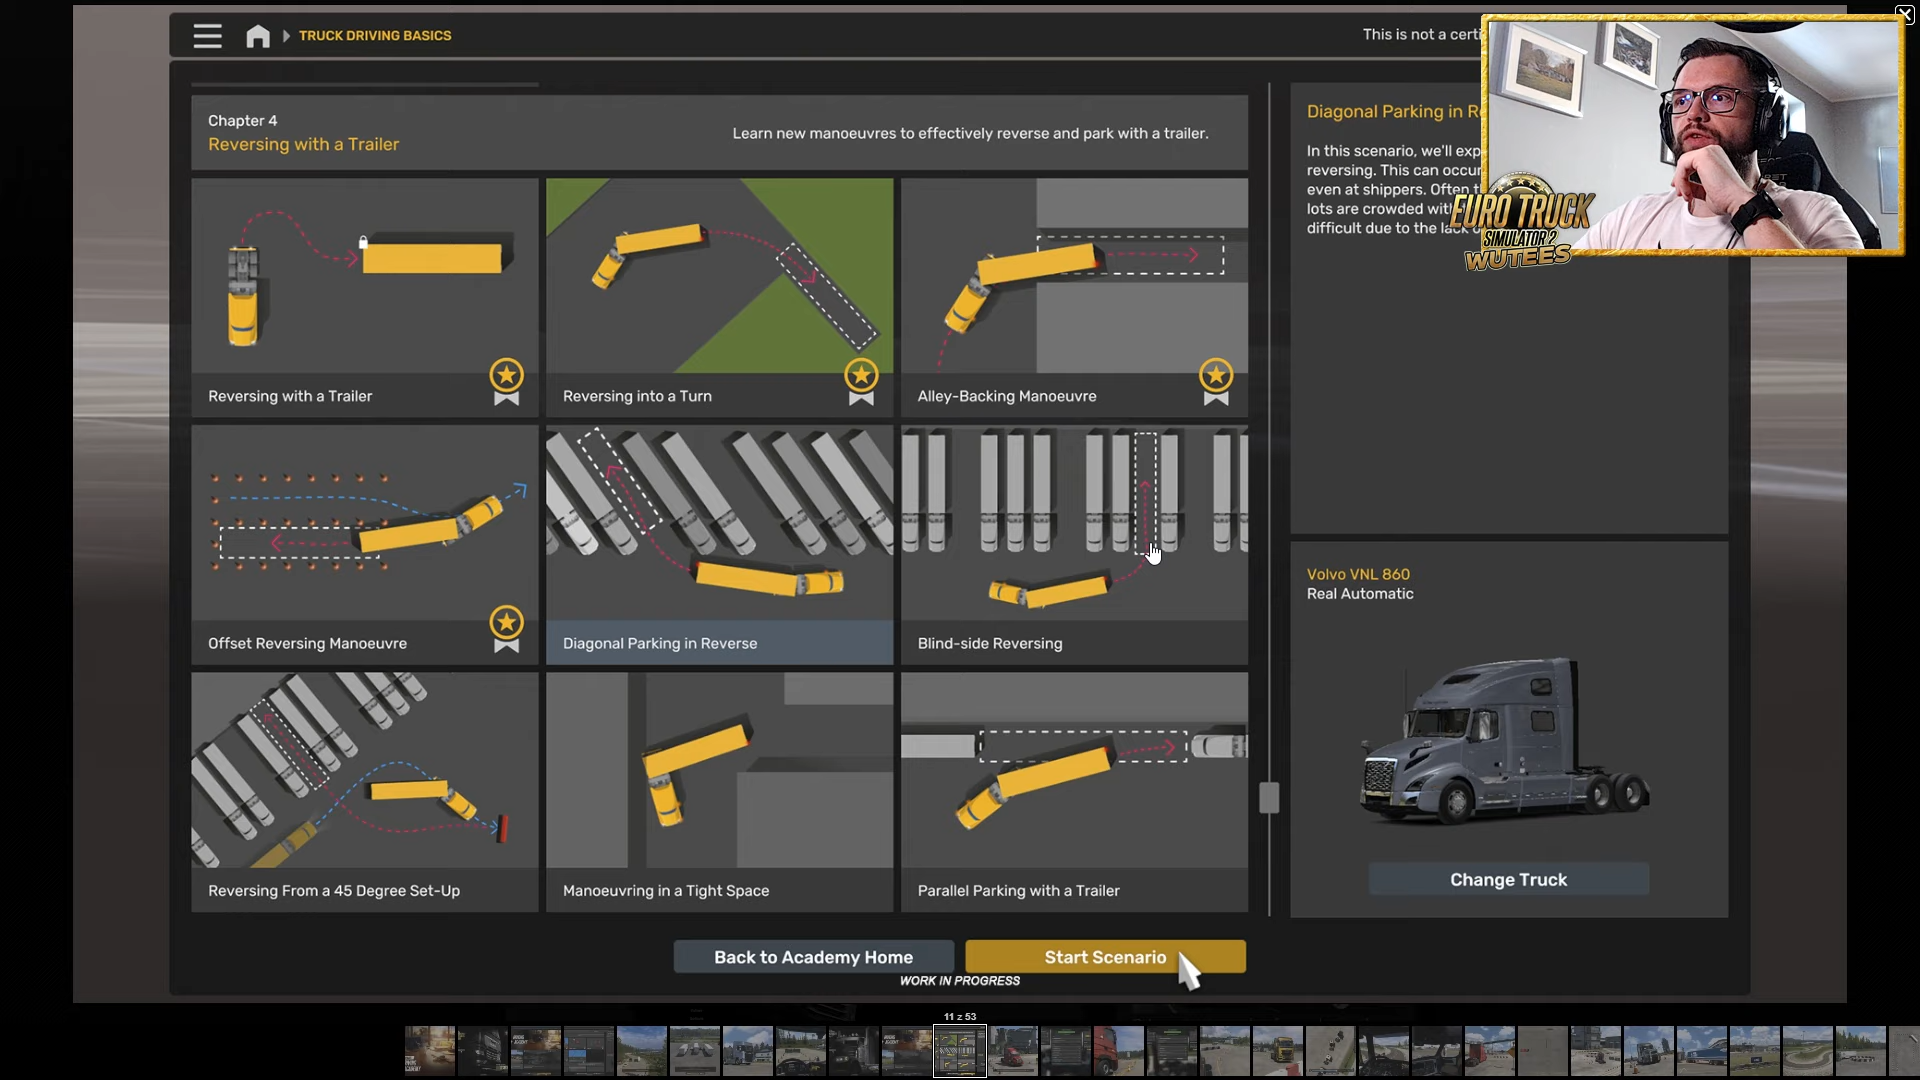 TRUCK DRIVING BASICS
This is not a certi
Chapter 4
Reversing with a Trailer
Learn new manoeuvres to effectively reverse and park with a trailer.
Reversing with a Trailer
Reversing into a Turn
Alley-Backing Manoeuvre
Offset Reversing Manoeuvre
Diagonal Parking in Reverse
Blind-side Reversing
Reversing From a 45 Degree Set-Up
Manoeuvring in a Tight Space
Parallel Parking with a Trailer
Back to Academy Home
Start Scenario
WORK IN PROGRESS
Diagonal Parking in Re
In this scenario, we'll exp
reversing. This can occur
even at shippers. Often t
lots are crowded with
difficult due to the lack o
EURO TRUCK
SIMULATOR 2
WUTEES
Volvo VNL 860
Real Automatic
Change Truck
11 z 53